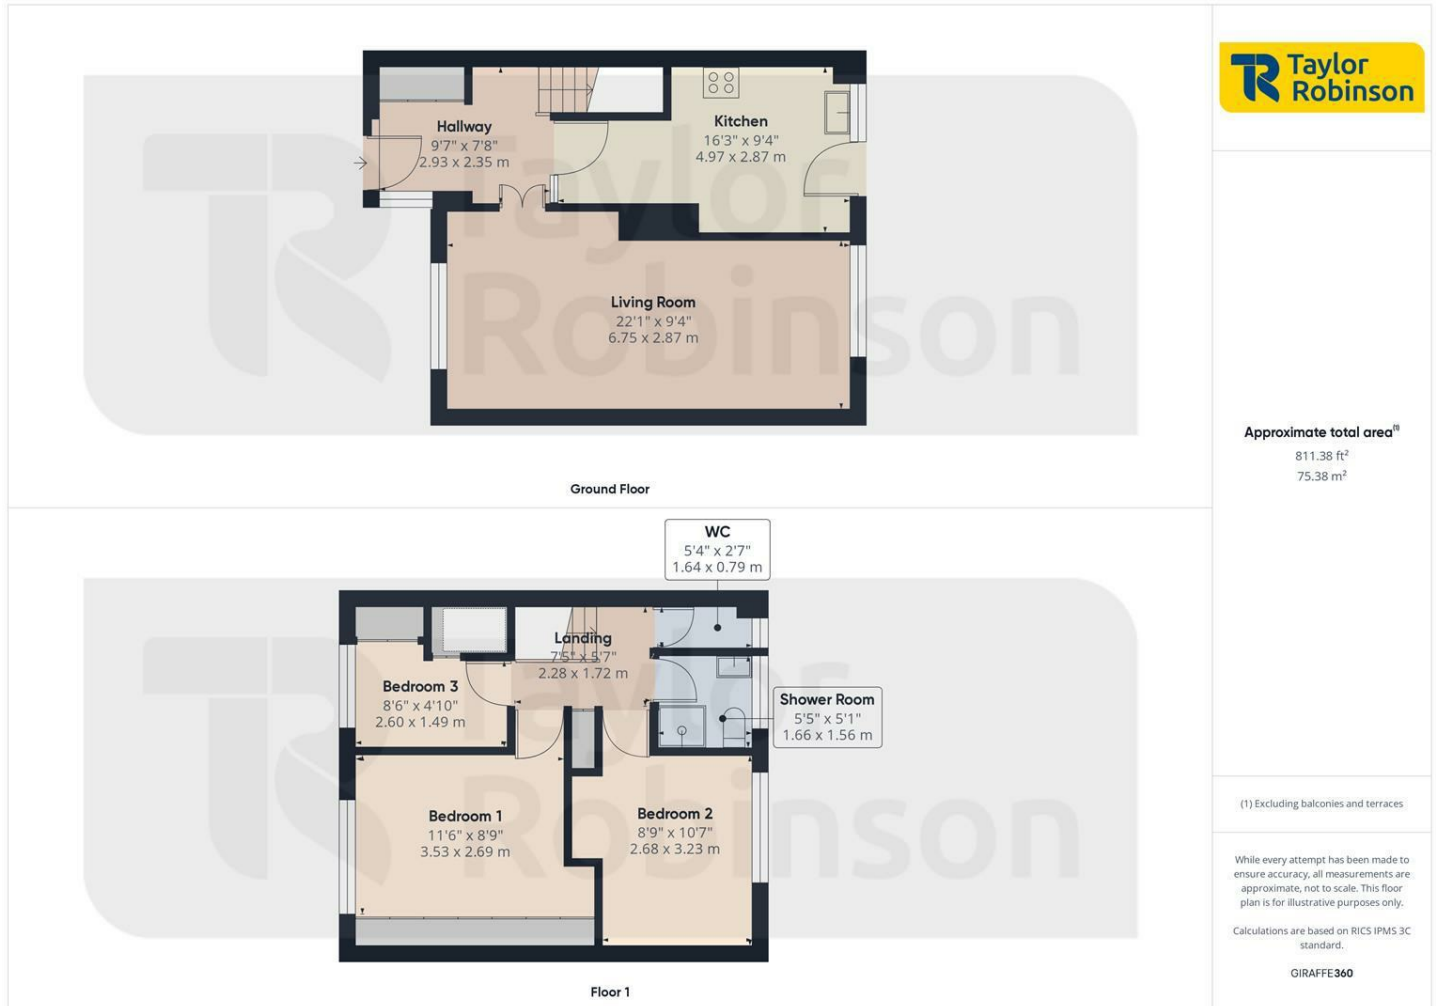 Taylor
Robinson
Hallway
9'7" x 7'8"
2.93 x 2.35 m
Kitchen
16'3" x 9'4"
4.97 x 2.87 m
Living Room
22'1" x 9'4"
6.75 x 2.87 m
Taylor
Robinson
Ground Floor
Approximate total area(1)
811.38 ft²
75.38 m²
WC
5'4" x 2'7"
1.64 x 0.79 m
Landing
7'5" x 5'7"
2.28 x 1.72 m
Bedroom 3
8'6" x 4'10"
2.60 x 1.49 m
Shower Room
5'5" x 5'1"
1.66 x 1.56 m
Bedroom 1
11'6" x 8'9"
3.53 x 2.69 m
Bedroom 2
8'9" x 10'7"
2.68 x 3.23 m
Taylor
Robinson
Floor 1
(1) Excluding balconies and terraces
While every attempt has been made to
ensure accuracy, all measurements are
approximate, not to scale. This floor
plan is for illustrative purposes only.
Calculations are based on RICS IPMS 3C
standard.
GIRAFFE360